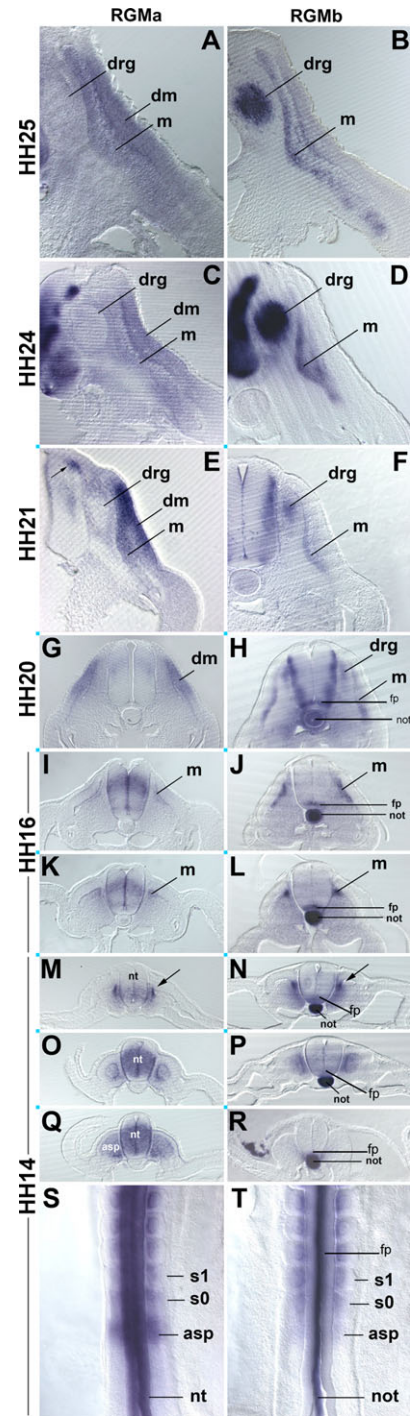 RGMa RGMb
HH25
A
drg
dm
m
B
drg
m
HH24
C
drg
dm
m
D
drg
m
HH21
E
drg
dm
m
F
drg
m
HH20
G
dm
H
drg
m
fp
not
HH16
I
m
J
m
fp
not
K
m
L
m
fp
not
HH14
M
nt
N
fp
not
O
nt
P
not
fp
Q
nt
asp
R
fp
not
S
s1
s0
asp
nt
T
fp
s1
s0
asp
not